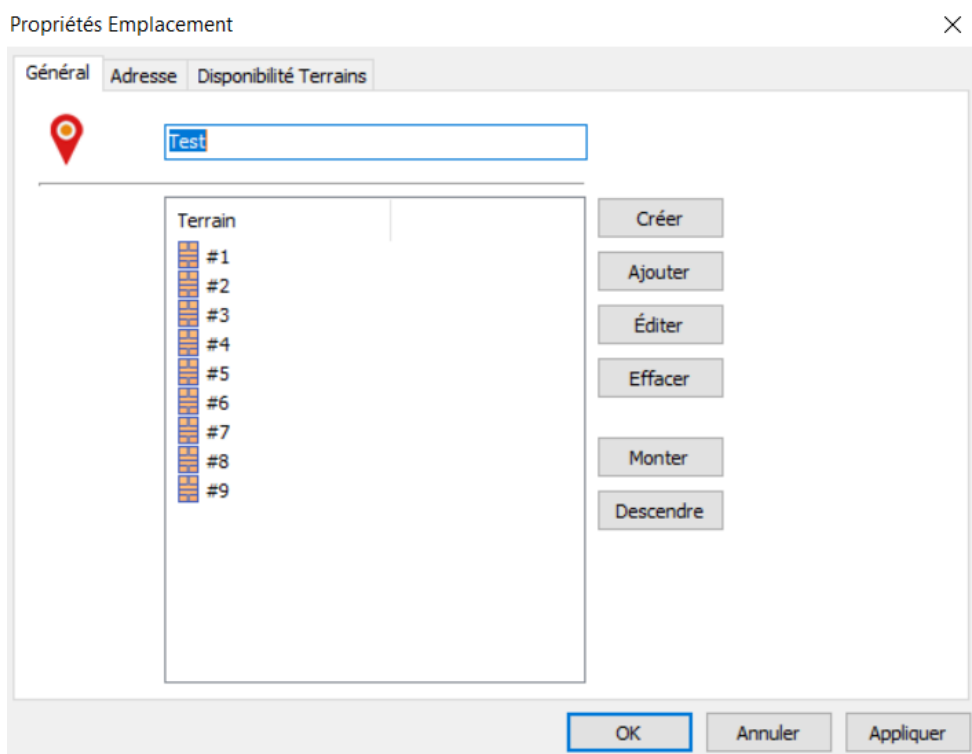 Propriétés Emplacement
Général Adresse Disponibilité Terrains
Test
Terrain
#1
#2
#3
#4
#5
#6
#7
#8
#9
Créer
Ajouter
Éditer
Effacer
Monter
Descendre
OK Annuler Appliquer